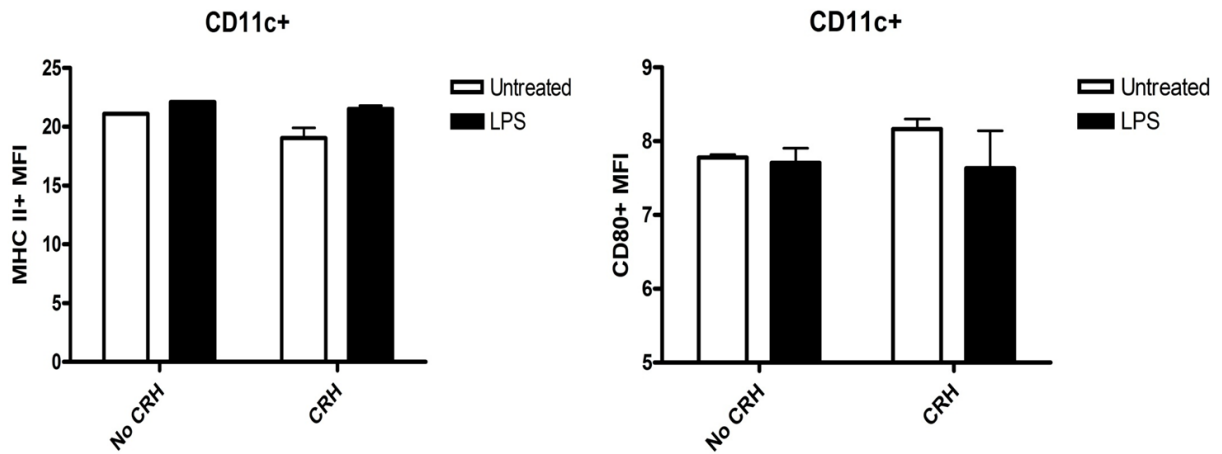 CD11c+
25
20
15
10
5
0
MHC II+ MFI
No CRH
CRH
Untreated
LPS
CD11c+
9
8
7
6
5
CD80+ MFI
No CRH
CRH
Untreated
LPS